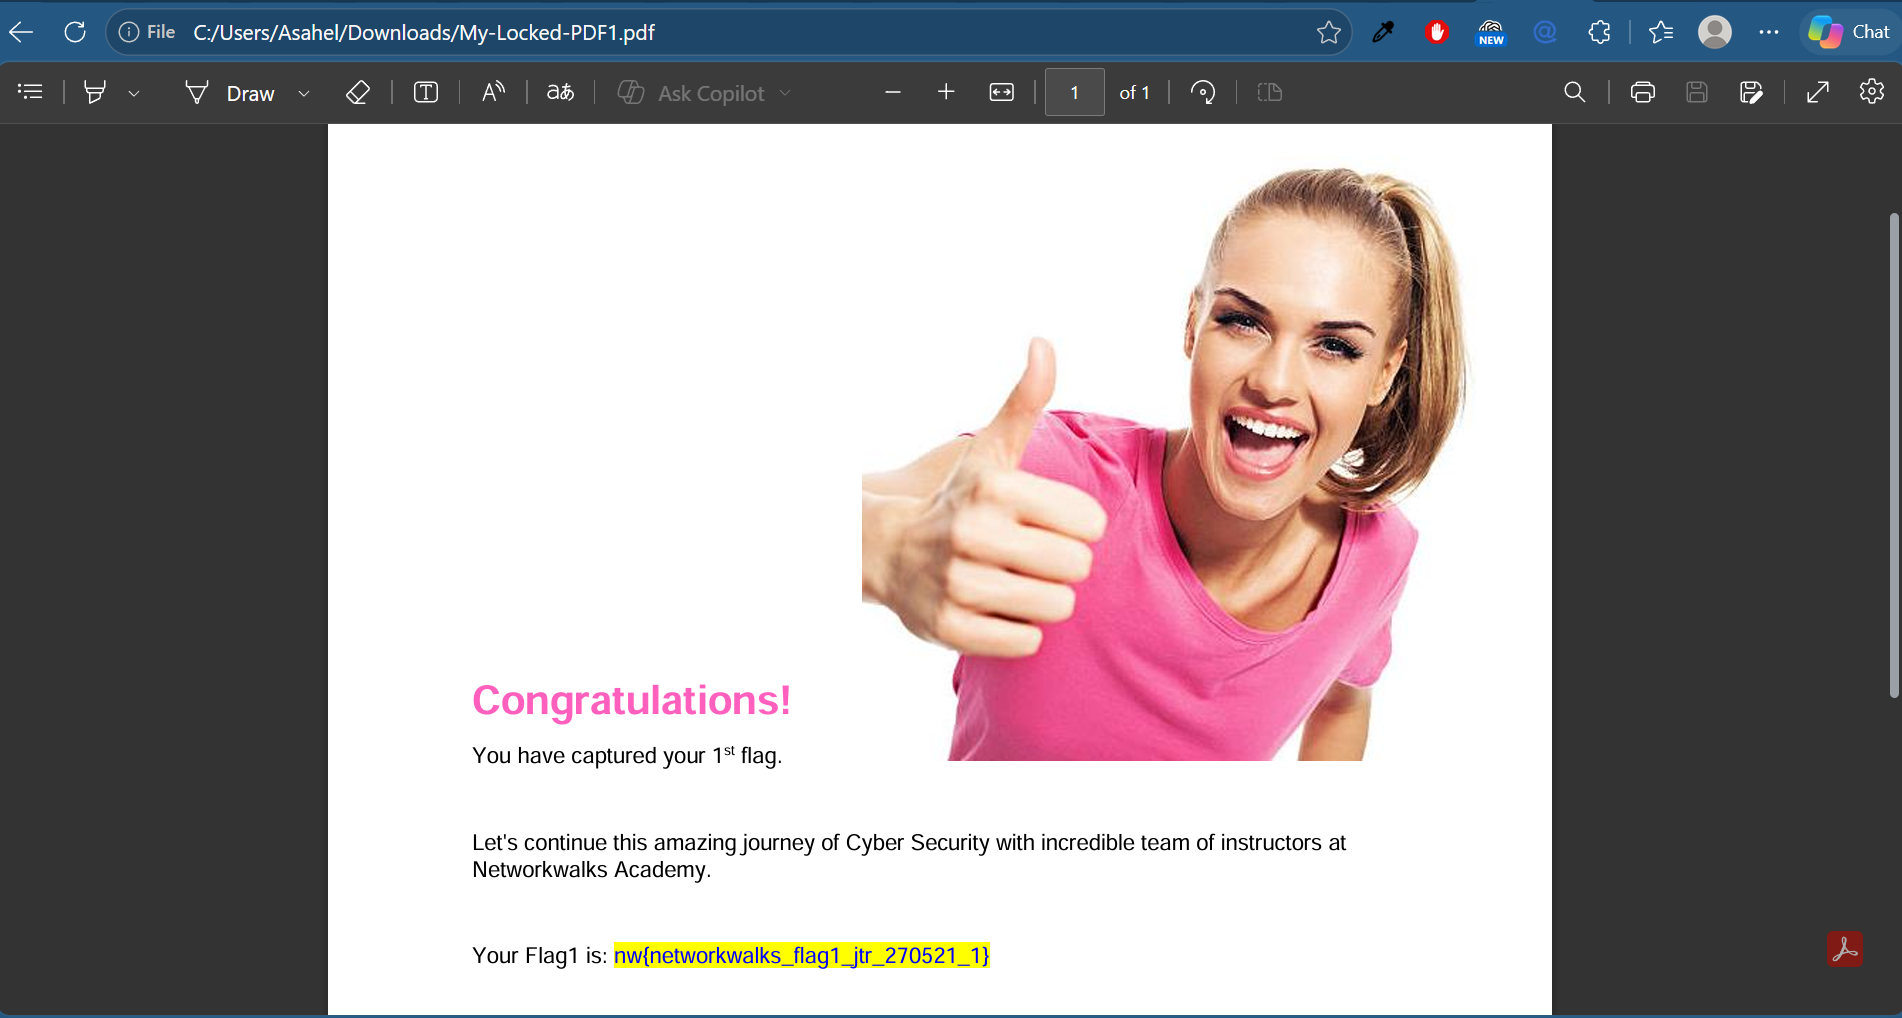 File C:/Users/Asahel/Downloads/My-Locked-PDF1.pdf
NEW
Chat
Draw
T
A
aあ
Ask Copilot
1 of 1
Congratulations!
You have captured your 1st flag.
Let's continue this amazing journey of Cyber Security with incredible team of instructors at
Networkwalks Academy.
Your Flag1 is: nw{networkwalks_flag1_jtr_270521_1}